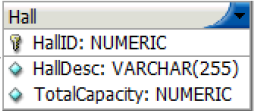 Hall
HallID: NUMERIC
HallDesc: VARCHAR(255)
TotalCapacity: NUMERIC